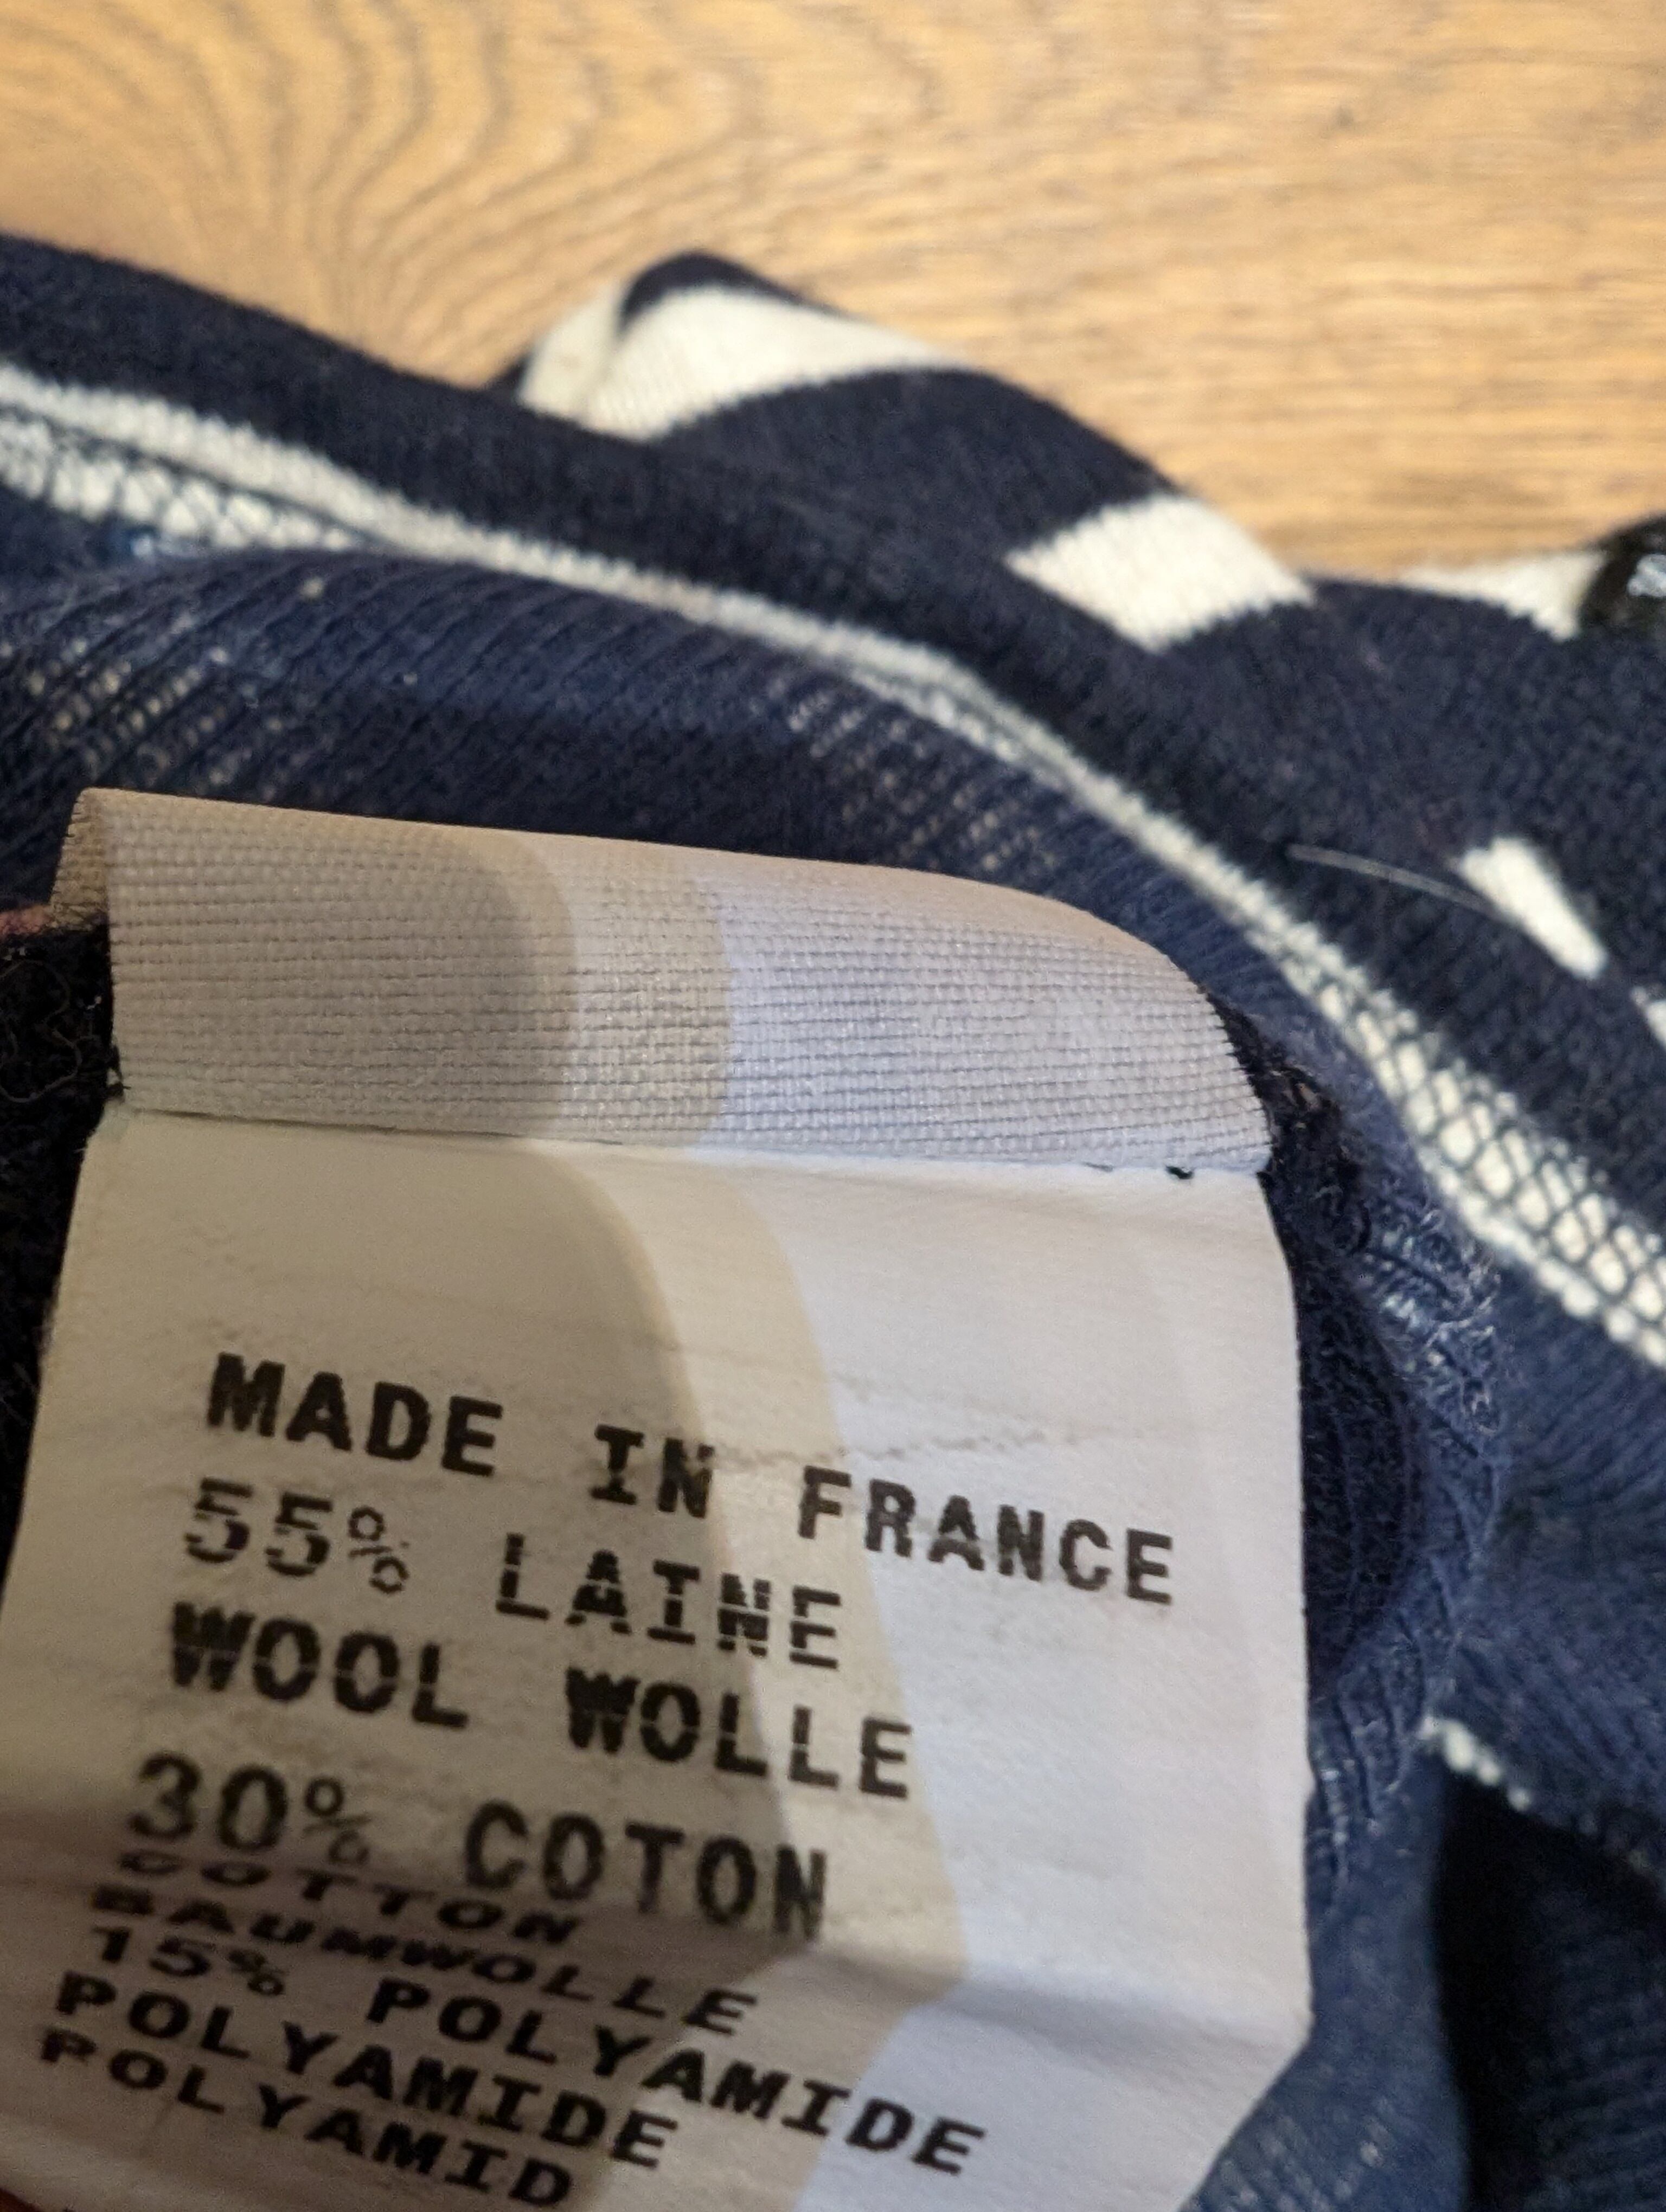 MADE IN FRANCE
55% LAINE
WOOL WOLLE
30% COTON
COTTON
BAUMWOLLE
15% POLYAMIDE
POLYAMIDE
POLYAMID